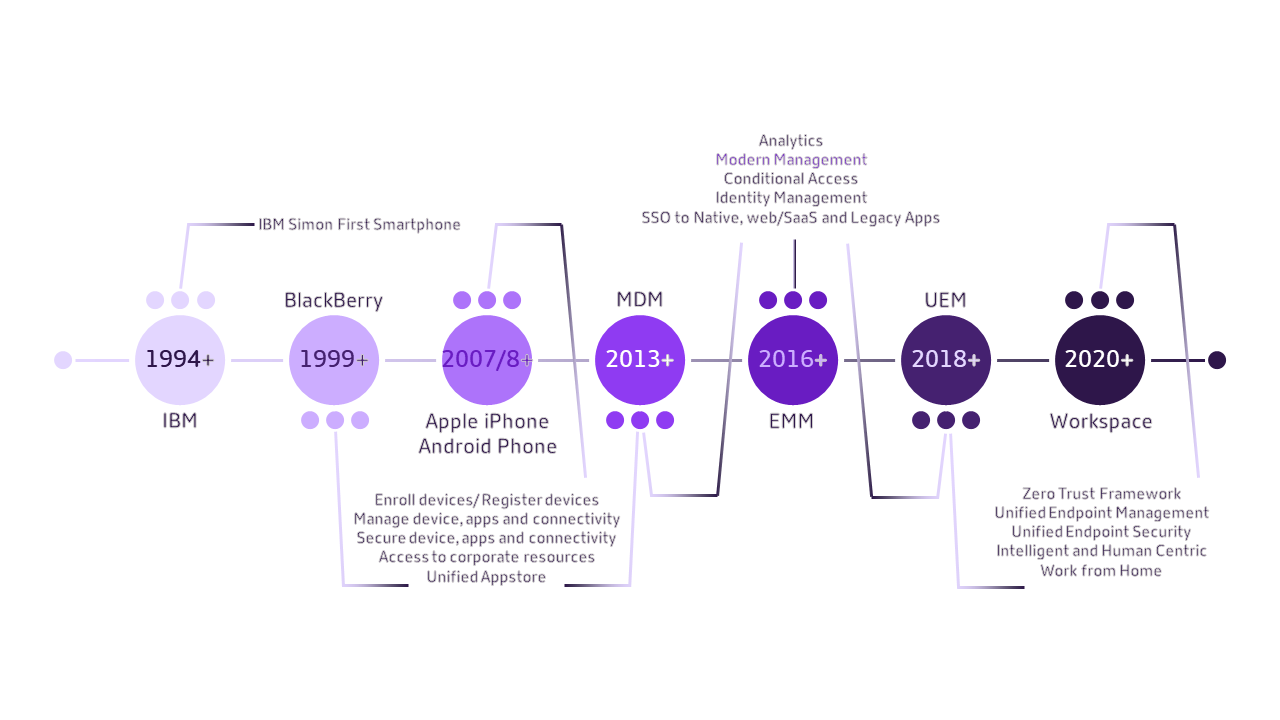 Analytics
Modern Management
Conditional Access
Identity Management
SSO to Native, web/SaaS and Legacy Apps
IBM Simon First Smartphone
BlackBerry
MDM
UEM
1994+
1999+
2007/8+
2013+
2016+
2018+
2020+
IBM
Apple iPhone
Android Phone
EMM
Workspace
Enroll devices/ Register devices
Manage device, apps and connectivity
Secure device, apps and connectivity
Access to corporate resources
Unified Appstore
Zero Trust Framework
Unified Endpoint Management
Unified Endpoint Security
Intelligent and Human Centric
Work from Home